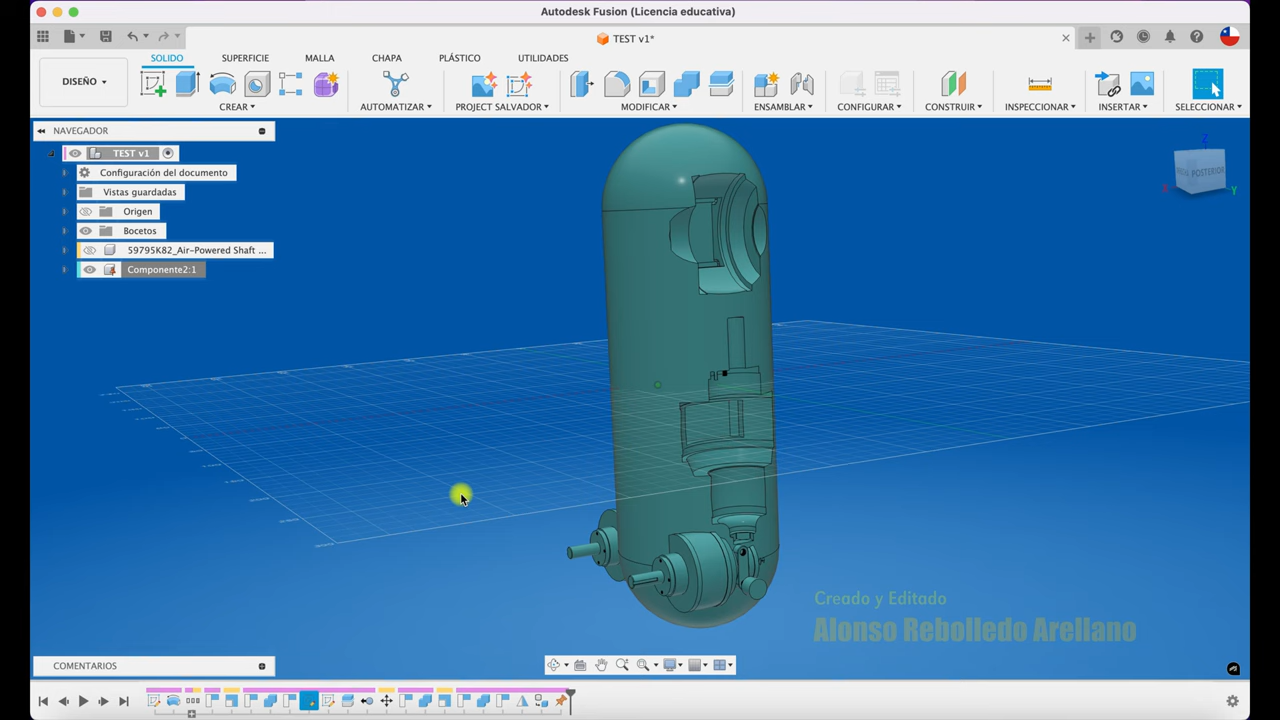 Autodesk Fusion (Licencia educativa)
TEST v1*
DISEÑO
SOLIDO
SUPERFICIE
MALLA
CHAPA
PLÁSTICO
UTILIDADES
CREAR
AUTOMATIZAR
PROJECT SALVADOR
MODIFICAR
ENSAMBLAR
CONFIGURAR
CONSTRUIR
INSPECCIONAR
INSERTAR
SELECCIONAR
NAVEGADOR
TEST v1
Configuración del documento
Vistas guardadas
Origen
Bocetos
59795K82_Air-Powered Shaft ...
Componente2:1
Z
POSTERIOR
X
Y
Creado y Editado
Alonso Rebolledo Arellano
COMENTARIOS